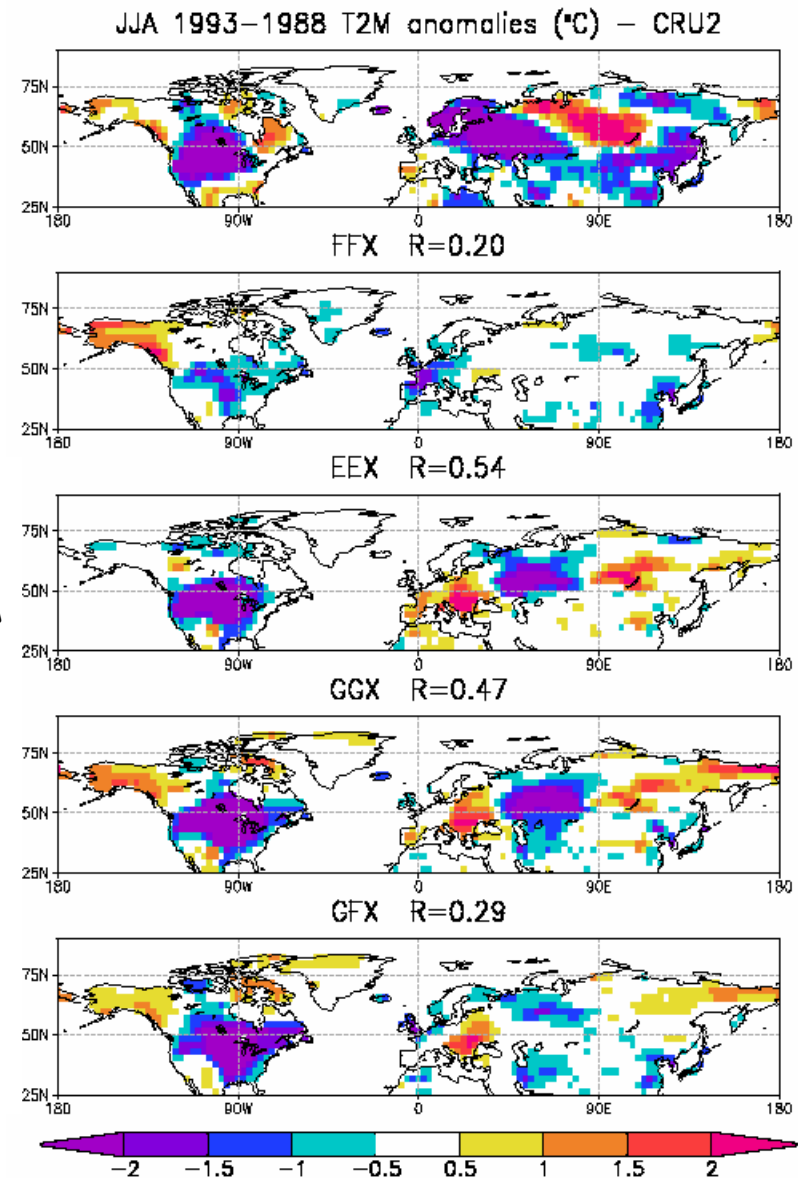 JJA 1993-1988 T2M anomalies (°C) - CRU2
75N
50N
25N
180 90W 0 90E 180
FFX R=0.20
75N
50N
25N
180 90W 0 90E 180
EEX R=0.54
75N
50N
25N
180 90W 0 90E 180
GGX R=0.47
75N
50N
25N
180 90W 0 90E 180
GFX R=0.29
75N
50N
25N
180 90W 0 90E 180
-2 -1.5 -1 -0.5 0.5 1 1.5 2